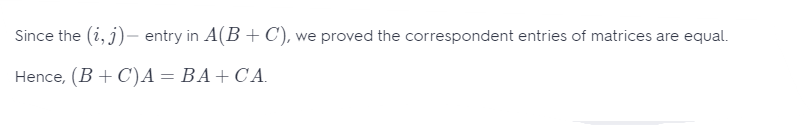 Since the (i, j)− entry in A(B + C), we proved the correspondent entries of matrices are equal.
Hence, (B + C)A = BA + CA.